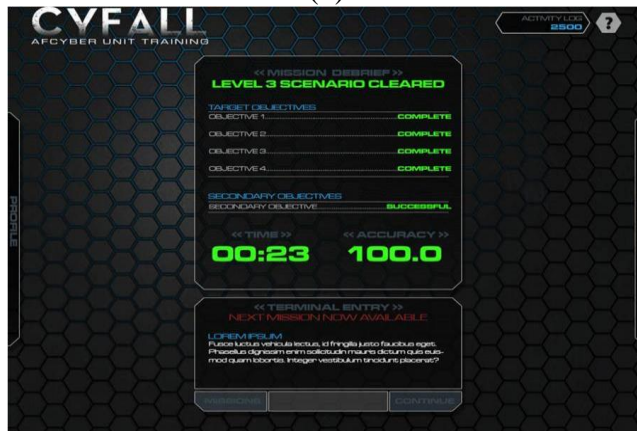 CYFALL
AFCYBER UNIT TRAINING
ACTIVITY LOG
2500
?
<< MISSION DEBRIEF >>
LEVEL 3 SCENARIO CLEARED
TARGET OBJECTIVES
OBJECTIVE 1 COMPLETE
OBJECTIVE 2 COMPLETE
OBJECTIVE 3 COMPLETE
OBJECTIVE 4 COMPLETE
SECONDARY OBJECTIVES
SECONDARY OBJECTIVE SUCCESSFUL
<< TIME >> << ACCURACY >>
00:23 100.0
PROFILE
<< TERMINAL ENTRY >>
NEXT MISSION NOW AVAILABLE
LOREM IPSUM
Fusce luctus vehicula lectus, id fringilla justo faucibus eget.
Phasellus dignissim enim sollicitudin mauris dictum quis euis-
mod quam lobortis. Integer vestibulum tincidunt placerat?
MISSIONS CONTINUE